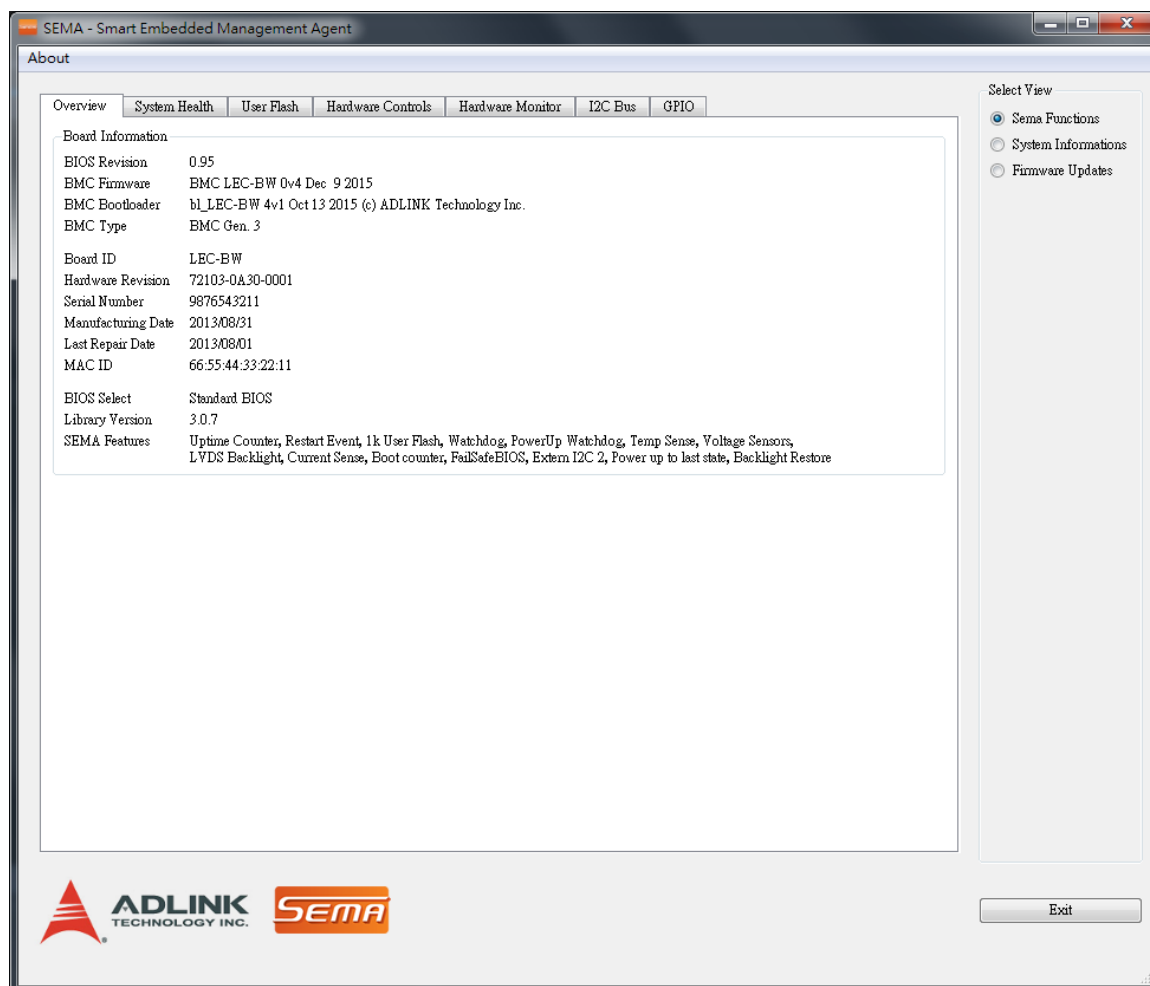 SEMA - Smart Embedded Management Agent
About
Overview System Health User Flash Hardware Controls Hardware Monitor I2C Bus GPIO
Board Information
BIOS Revision 0.95
BMC Firmware BMC LEC-BW 0v4 Dec 9 2015
BMC Bootloader bl_LEC-BW 4v1 Oct 13 2015 (c) ADLINK Technology Inc.
BMC Type BMC Gen. 3
Board ID LEC-BW
Hardware Revision 72103-0A30-0001
Serial Number 9876543211
Manufacturing Date 2013/08/31
Last Repair Date 2013/08/01
MAC ID 66:55:44:33:22:11
BIOS Select Standard BIOS
Library Version 3.0.7
SEMA Features Uptime Counter, Restart Event, 1k User Flash, Watchdog, PowerUp Watchdog, Temp Sense, Voltage Sensors,
LVDS Backlight, Current Sense, Boot counter, FailSafeBIOS, Extern I2C 2, Power up to last state, Backlight Restore
Select View
Sema Functions
System Informations
Firmware Updates
ADLINK
TECHNOLOGY INC.
SEMA
Exit